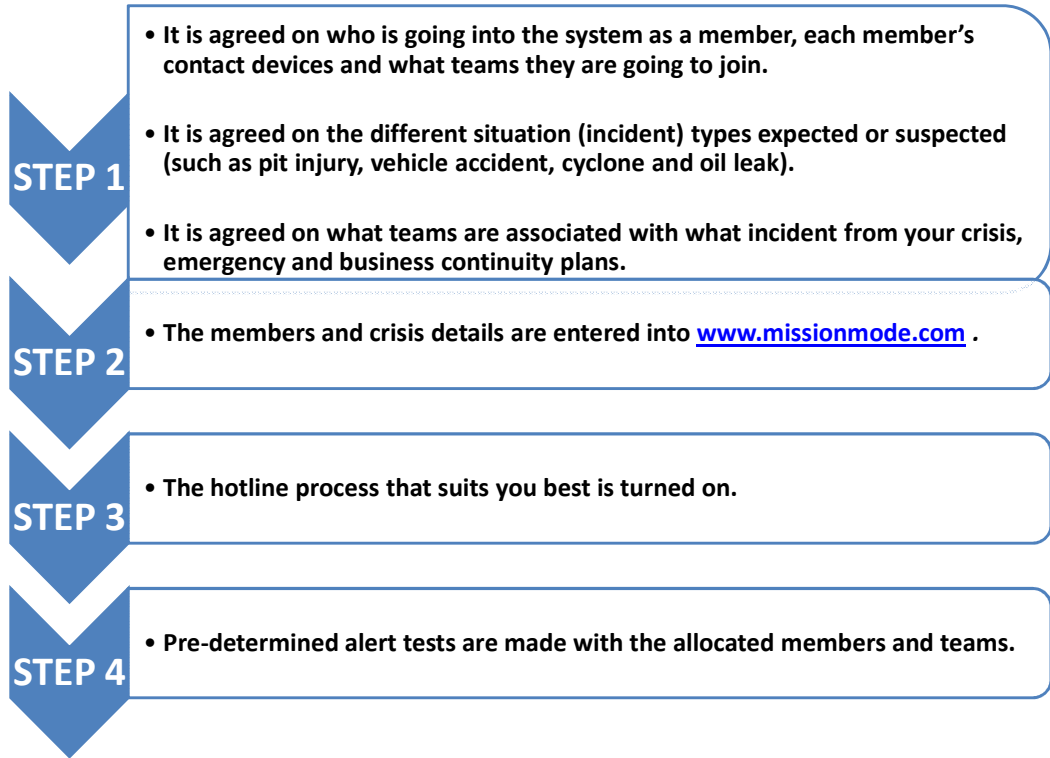 STEP 1
• It is agreed on who is going into the system as a member, each member’s
contact devices and what teams they are going to join.
• It is agreed on the different situation (incident) types expected or suspected
(such as pit injury, vehicle accident, cyclone and oil leak).
• It is agreed on what teams are associated with what incident from your crisis,
emergency and business continuity plans.
STEP 2
• The members and crisis details are entered into www.missionmode.com .
STEP 3
• The hotline process that suits you best is turned on.
STEP 4
• Pre-determined alert tests are made with the allocated members and teams.